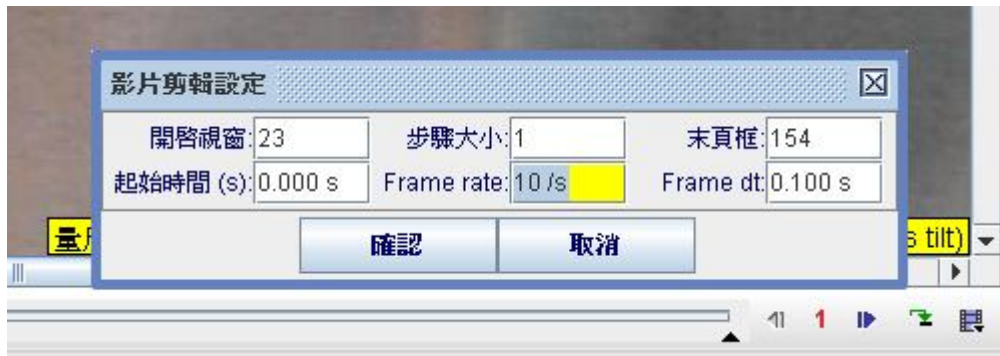 影片剪輯設定
開啓視窗: 23 步驟大小: 1 末頁框: 154
起始時間 (s): 0.000 s Frame rate: 10 /s Frame dt: 0.100 s
確認 取消
量 s tilt)
1